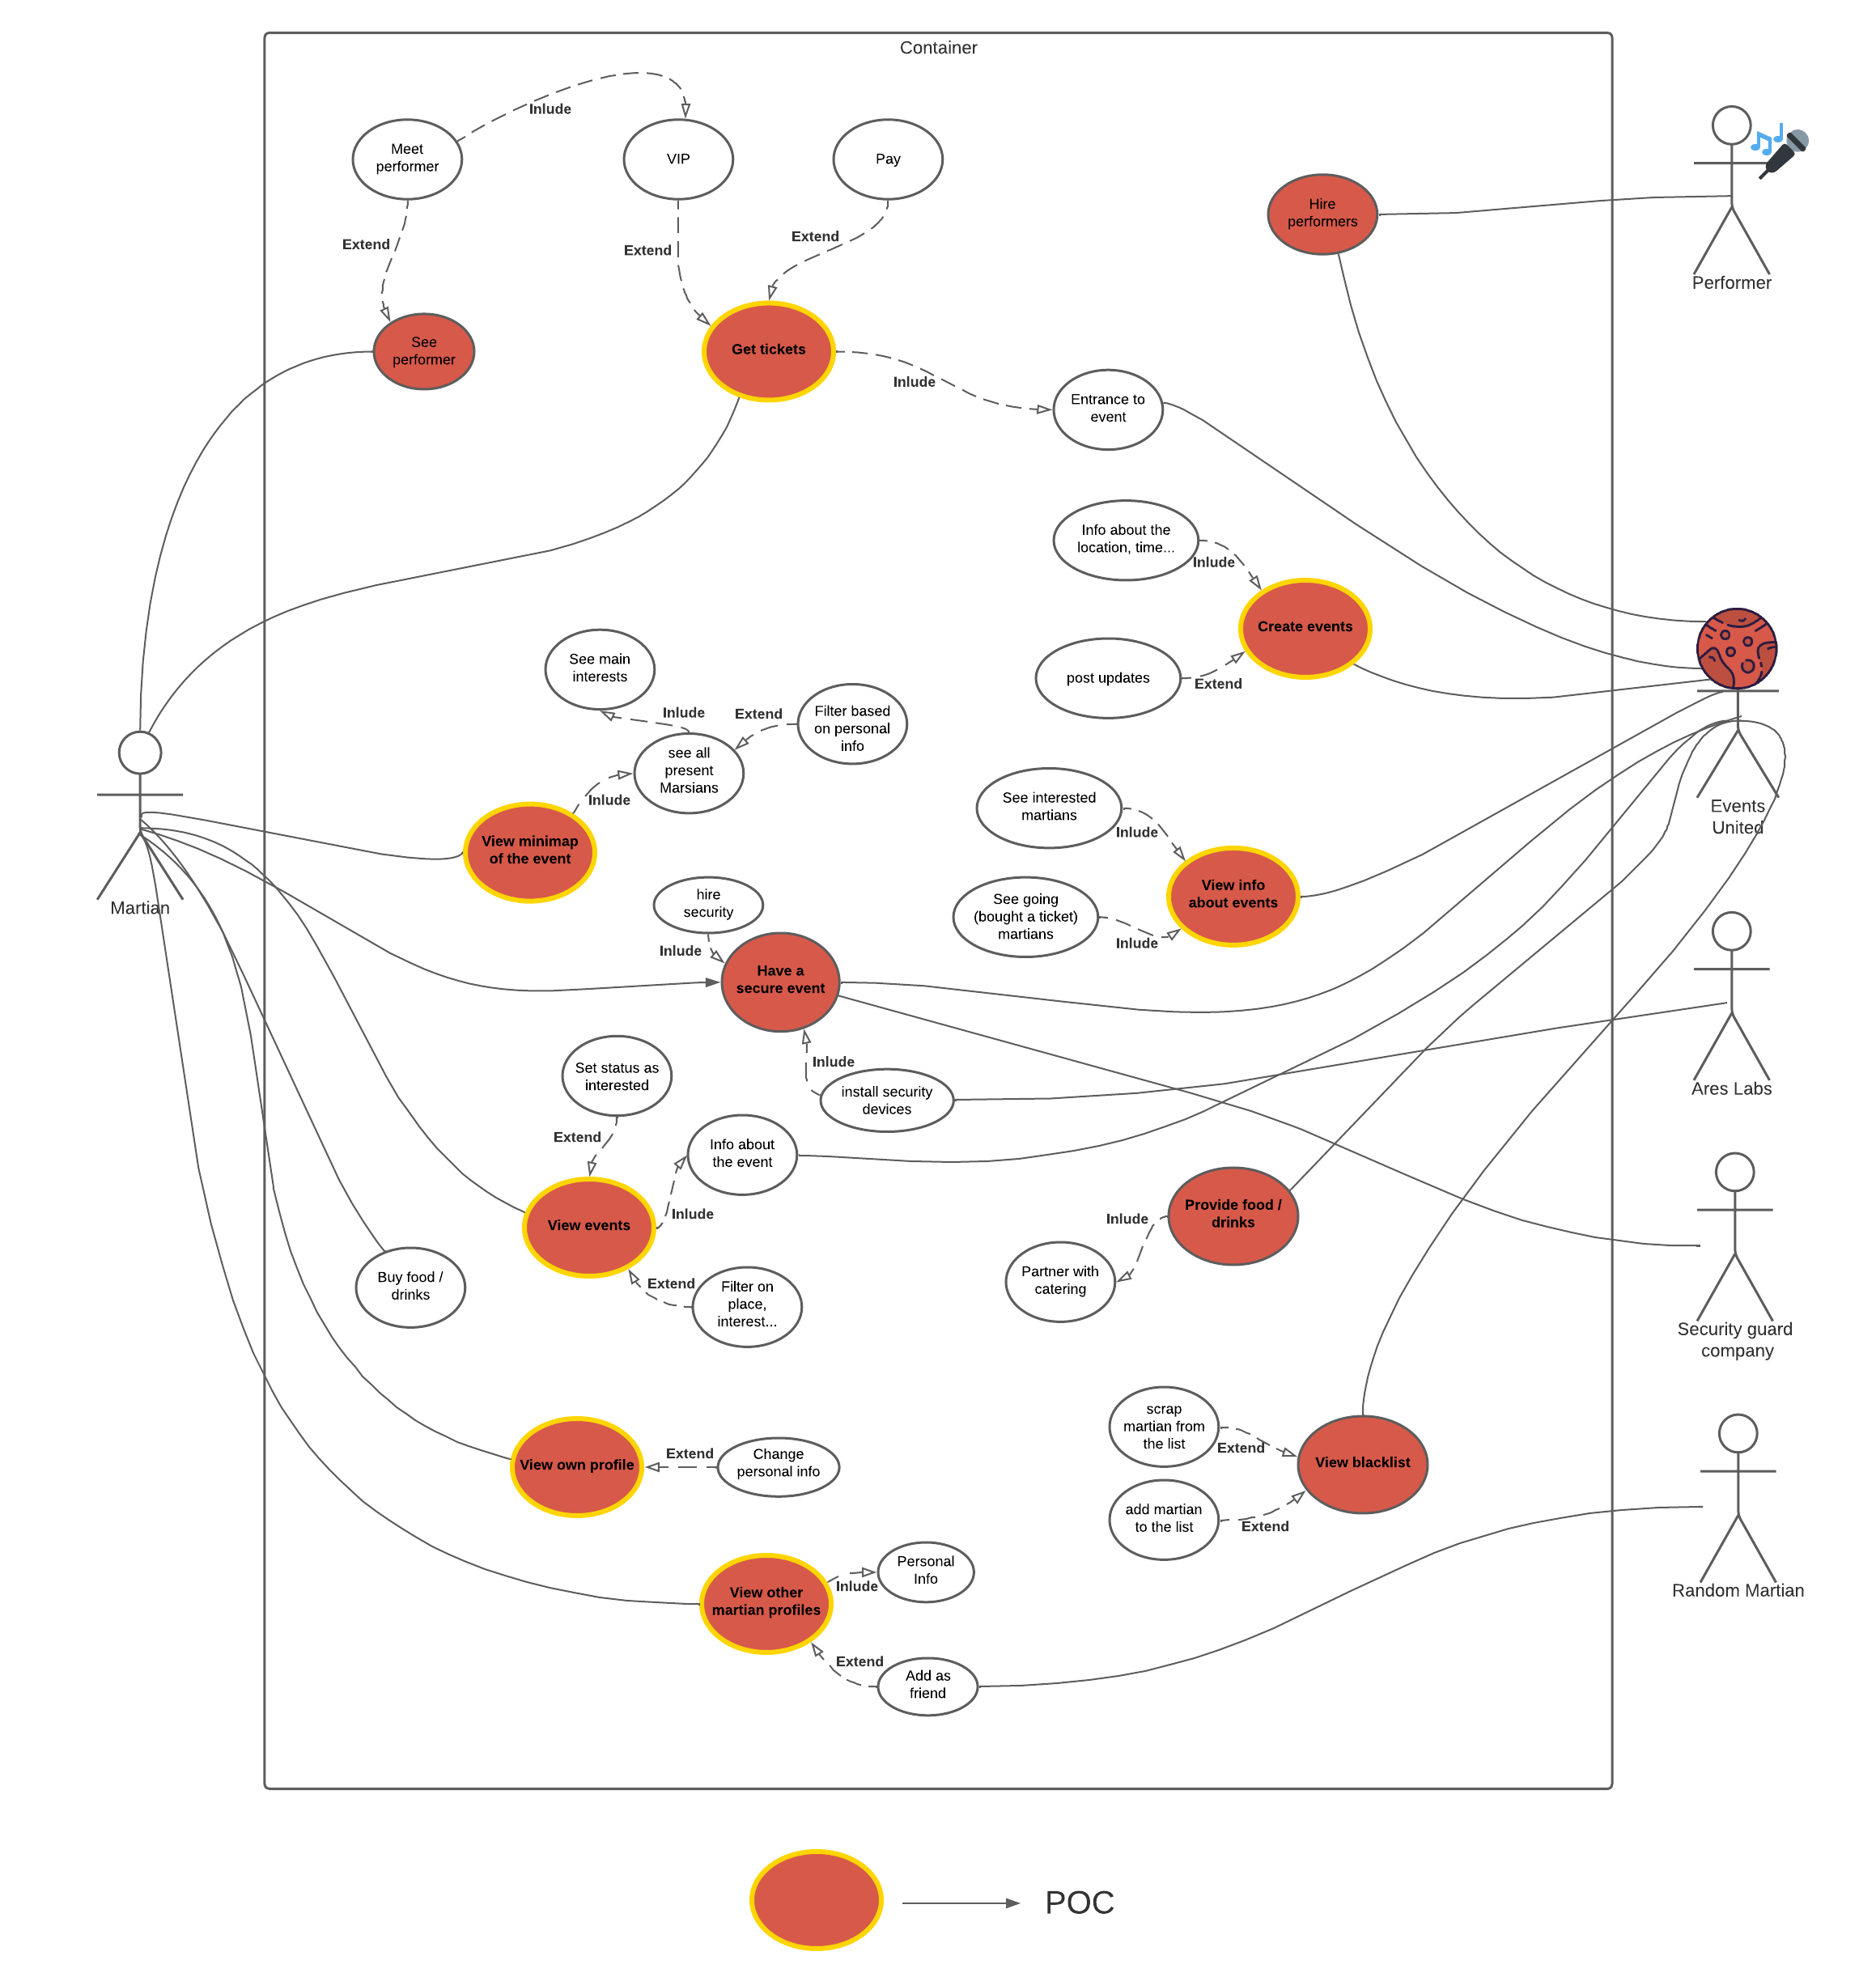 Container
Inlude
Meet
performer
VIP
Pay
Hire
performers
Extend
Extend
Extend
Performer
See
performer
Get tickets
Inlude
Entrance to
event
Info about the
location, time...
Inlude
Create events
post updates
Extend
See main
interests
Inlude
Extend
Filter based
on personal
info
see all
present
Marsians
Inlude
View minimap
of the event
See interested
martians
Inlude
Events
United
View info
about events
See going
(bought a ticket)
martians
Inlude
Martian
hire
security
Inlude
Have a
secure event
Set status as
interested
Inlude
install security
devices
Ares Labs
Extend
Info about
the event
View events
Inlude
Provide food /
drinks
Inlude
Partner with
catering
Buy food /
drinks
Extend
Filter on
place,
interest...
Security guard
company
scrap
martian from
the list
Extend
View blacklist
add martian
to the list
Extend
View own profile
Extend
Change
personal info
Personal
Info
Inlude
View other
martian profiles
Random Martian
Extend
Add as
friend
POC